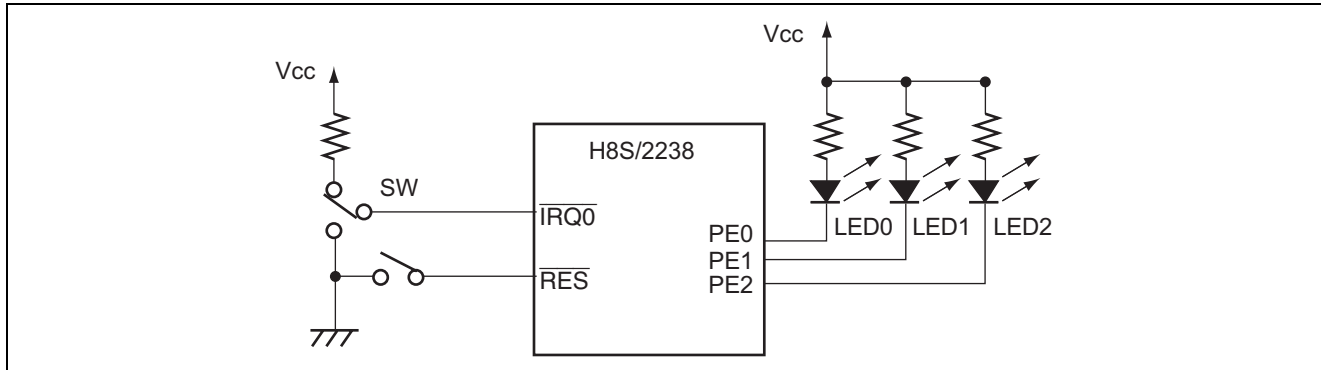 Vcc
Vcc
H8S/2238
SW
IRQ0
LED0 LED1 LED2
PE0
PE1
RES
PE2